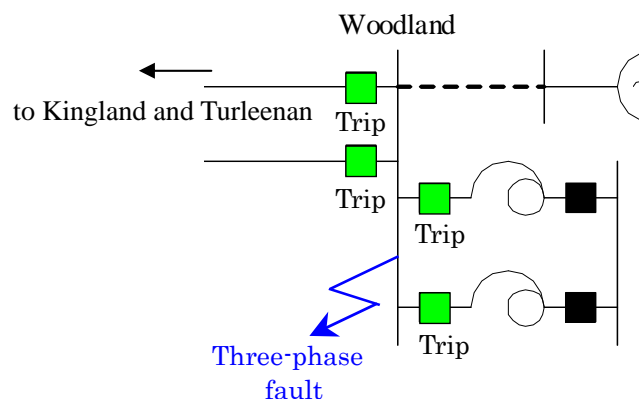 Woodland
to Kingland and Turleenan
Trip
Trip
Trip
Trip
Three-phase
fault